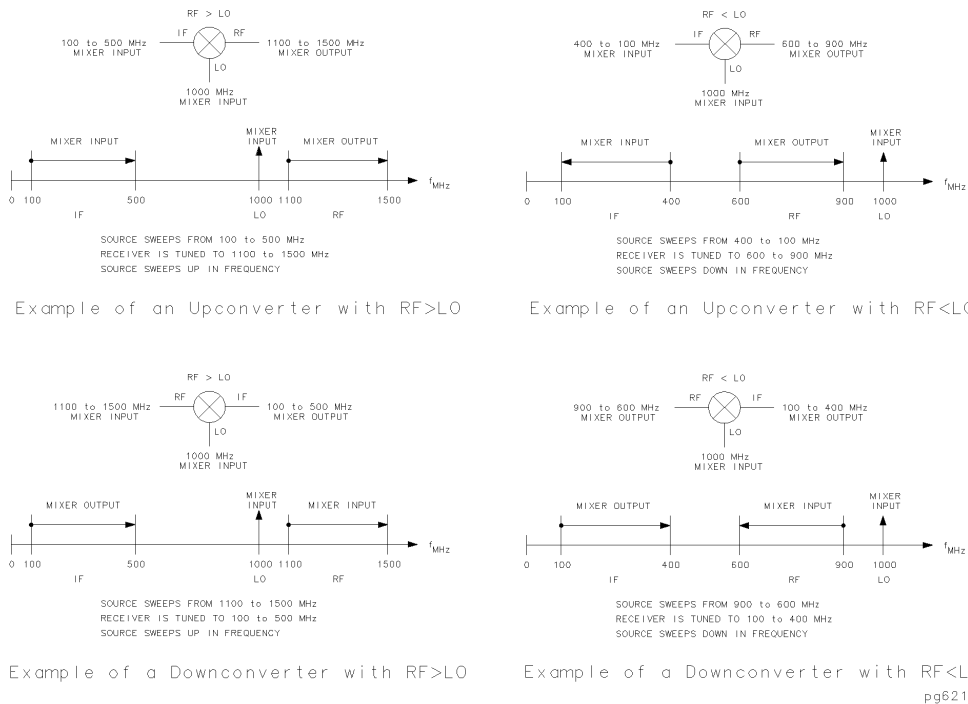 RF > LO
IF RF
100 to 500 MHz 1100 to 1500 MHz
MIXER INPUT MIXER OUTPUT
LO
1000 MHz
MIXER INPUT
MIXER INPUT MIXER INPUT MIXER OUTPUT
fMHz
0 100 500 1000 1100 1500
IF LO RF
SOURCE SWEEPS FROM 100 to 500 MHz
RECEIVER IS TUNED TO 1100 to 1500 MHz
SOURCE SWEEPS UP IN FREQUENCY
Example of an Upconverter with RF>LO
RF < LO
IF RF
400 to 100 MHz 600 to 900 MHz
MIXER INPUT MIXER OUTPUT
LO
1000 MHz
MIXER INPUT
MIXER INPUT MIXER OUTPUT MIXER INPUT
fMHz
0 100 400 600 900 1000
IF RF LO
SOURCE SWEEPS FROM 400 to 100 MHz
RECEIVER IS TUNED TO 600 to 900 MHz
SOURCE SWEEPS DOWN IN FREQUENCY
Example of an Upconverter with RF<LO
RF > LO
RF IF
1100 to 1500 MHz 100 to 500 MHz
MIXER INPUT MIXER OUTPUT
LO
1000 MHz
MIXER INPUT
MIXER OUTPUT MIXER INPUT MIXER INPUT
fMHz
0 100 500 1000 1100 1500
IF LO RF
SOURCE SWEEPS FROM 1100 to 1500 MHz
RECEIVER IS TUNED TO 100 to 500 MHz
SOURCE SWEEPS UP IN FREQUENCY
Example of a Downconverter with RF>LO
RF < LO
RF IF
900 to 600 MHz 100 to 400 MHz
MIXER OUTPUT MIXER OUTPUT
LO
1000 MHz
MIXER INPUT
MIXER OUTPUT MIXER INPUT MIXER INPUT
fMHz
0 100 400 600 900 1000
IF RF LO
SOURCE SWEEPS FROM 900 to 600 MHz
RECEIVER IS TUNED TO 100 to 400 MHz
SOURCE SWEEPS DOWN IN FREQUENCY
Example of a Downconverter with RF<L
pg621